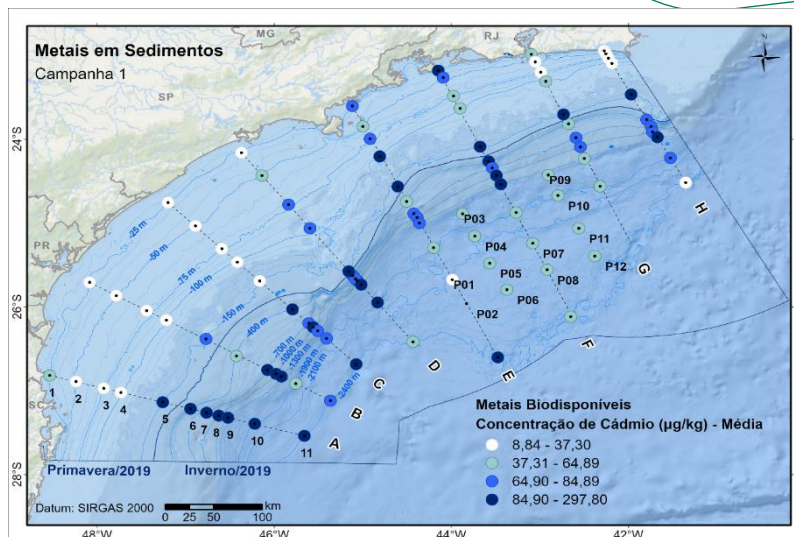 Metais em Sedimentos
Campanha 1
MG
RJ
SP
PR
SC
N
24°S
26°S
28°S
-25 m
-50 m
-75 m
-100 m
-150 m
-400 m
-700 m
-1000 m
-1300 m
-1900 m
-2100 m
-2400 m
P09
P10
P03
P04
P11
P07
P12
P05
P08
P01
P06
P02
H
G
F
E
D
C
B
A
1
2
3
4
5
6
7
8
9
10
11
Primavera/2019
Inverno/2019
Metais Biodisponíveis
Concentração de Cádmio (µg/kg) - Média
8,84 - 37,30
37,31 - 64,89
64,90 - 84,89
84,90 - 297,80
Datum: SIRGAS 2000
km
0 25 50 100
48°W
46°W
44°W
42°W